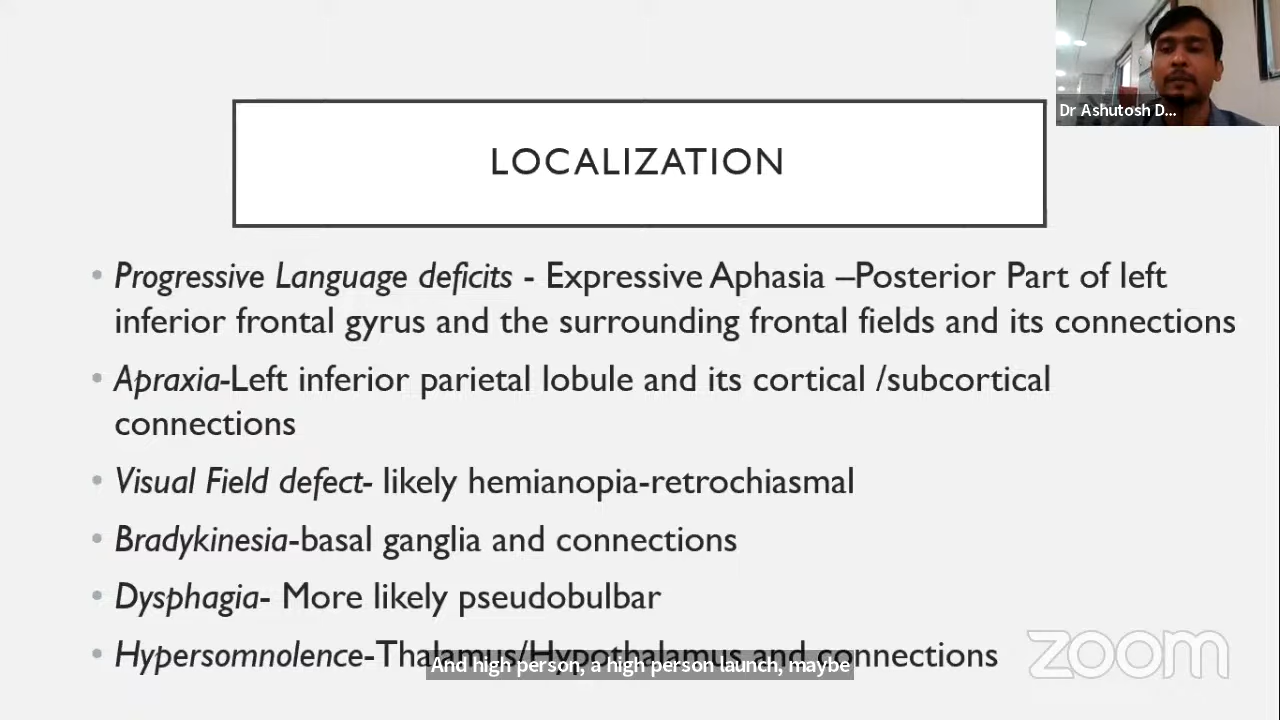 Dr Ashutosh D...
LOCALIZATION
• Progressive Language deficits - Expressive Aphasia –Posterior Part of left
inferior frontal gyrus and the surrounding frontal fields and its connections
• Apraxia-Left inferior parietal lobule and its cortical /subcortical
connections
• Visual Field defect- likely hemianopia-retrochiasmal
• Bradykinesia-basal ganglia and connections
• Dysphagia- More likely pseudobulbar
• Hypersomnolence-Thalamus/Hypothalamus and connections
And high person, a high person launch, maybe
zoom